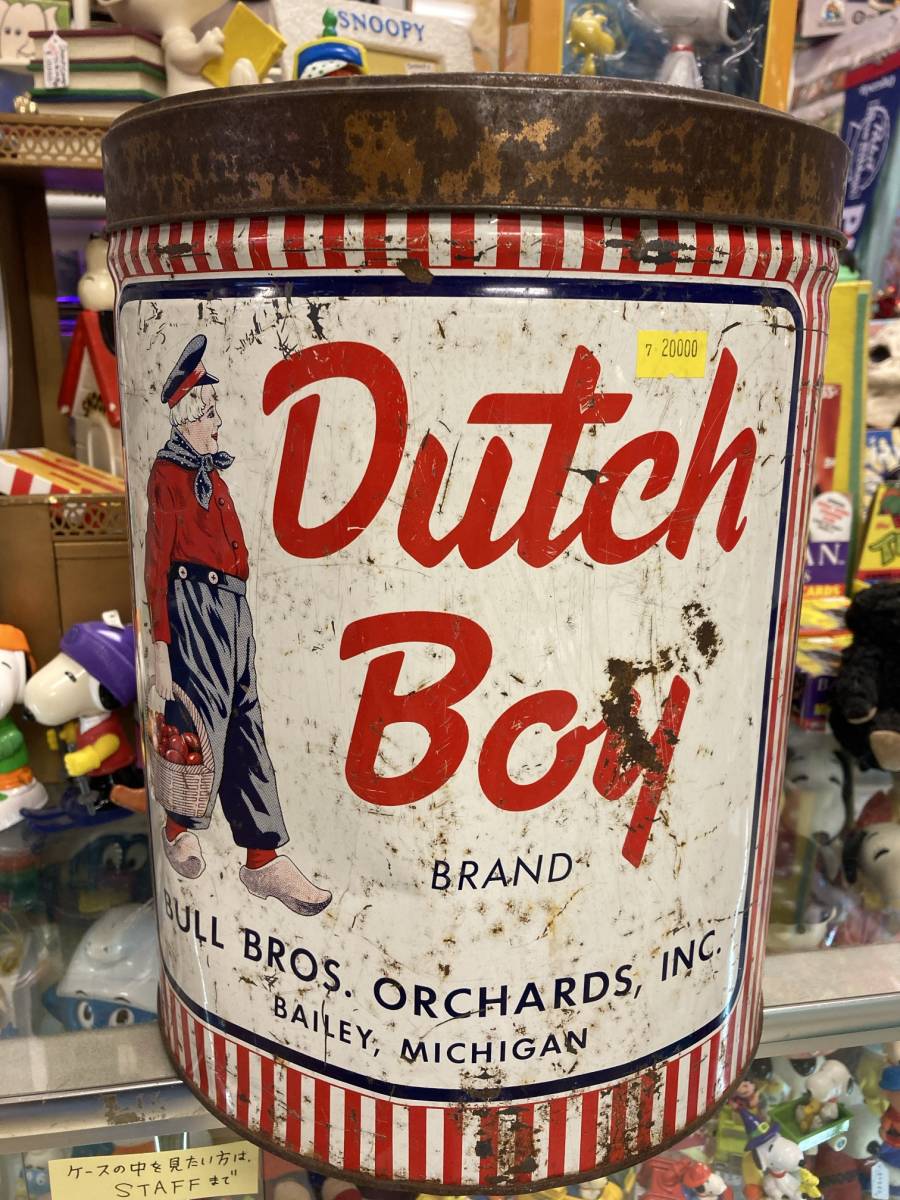 SNOOPY
7 20000
Dutch
Boy
BRAND
BULL BROS. ORCHARDS, INC.
BAILEY, MICHIGAN
ケースの中を見たい方は、
STAFFまで